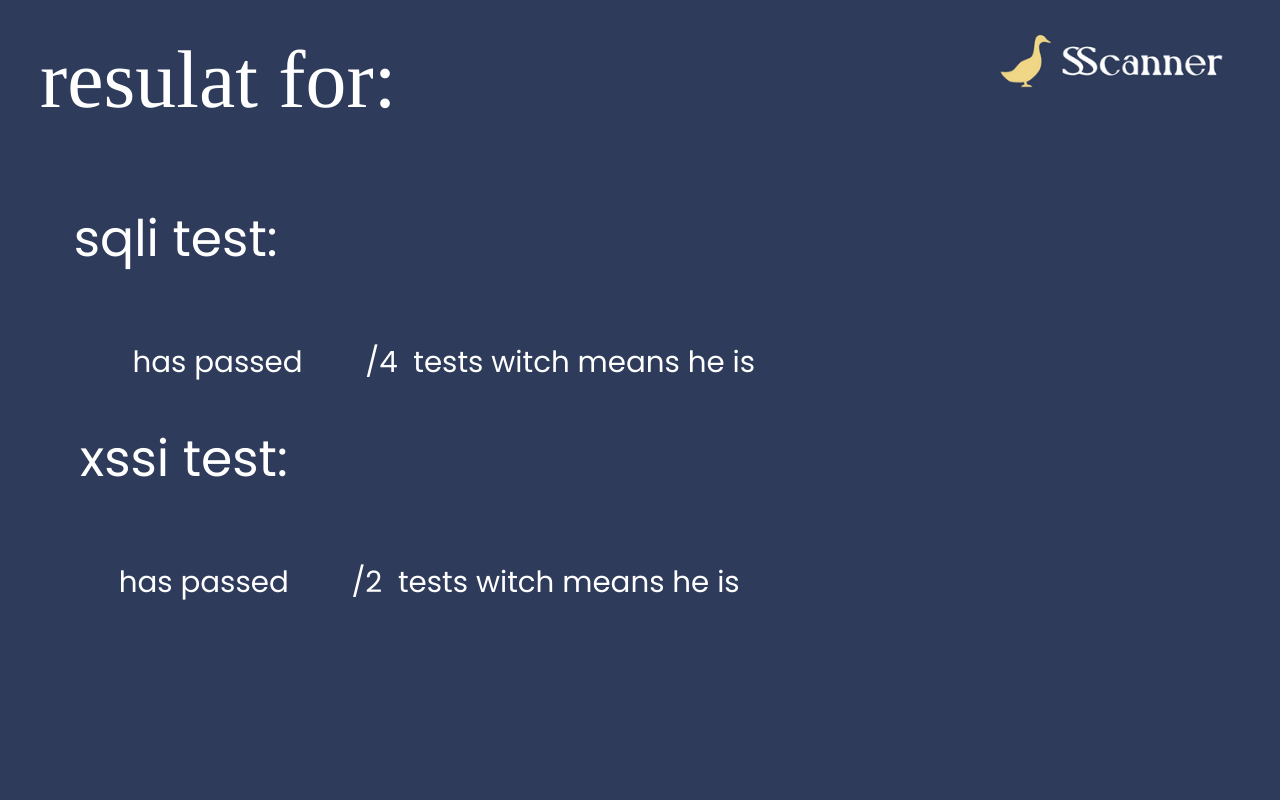 resulat for:
SScanner
sqli test:
has passed /4 tests witch means he is
xssi test:
has passed /2 tests witch means he is